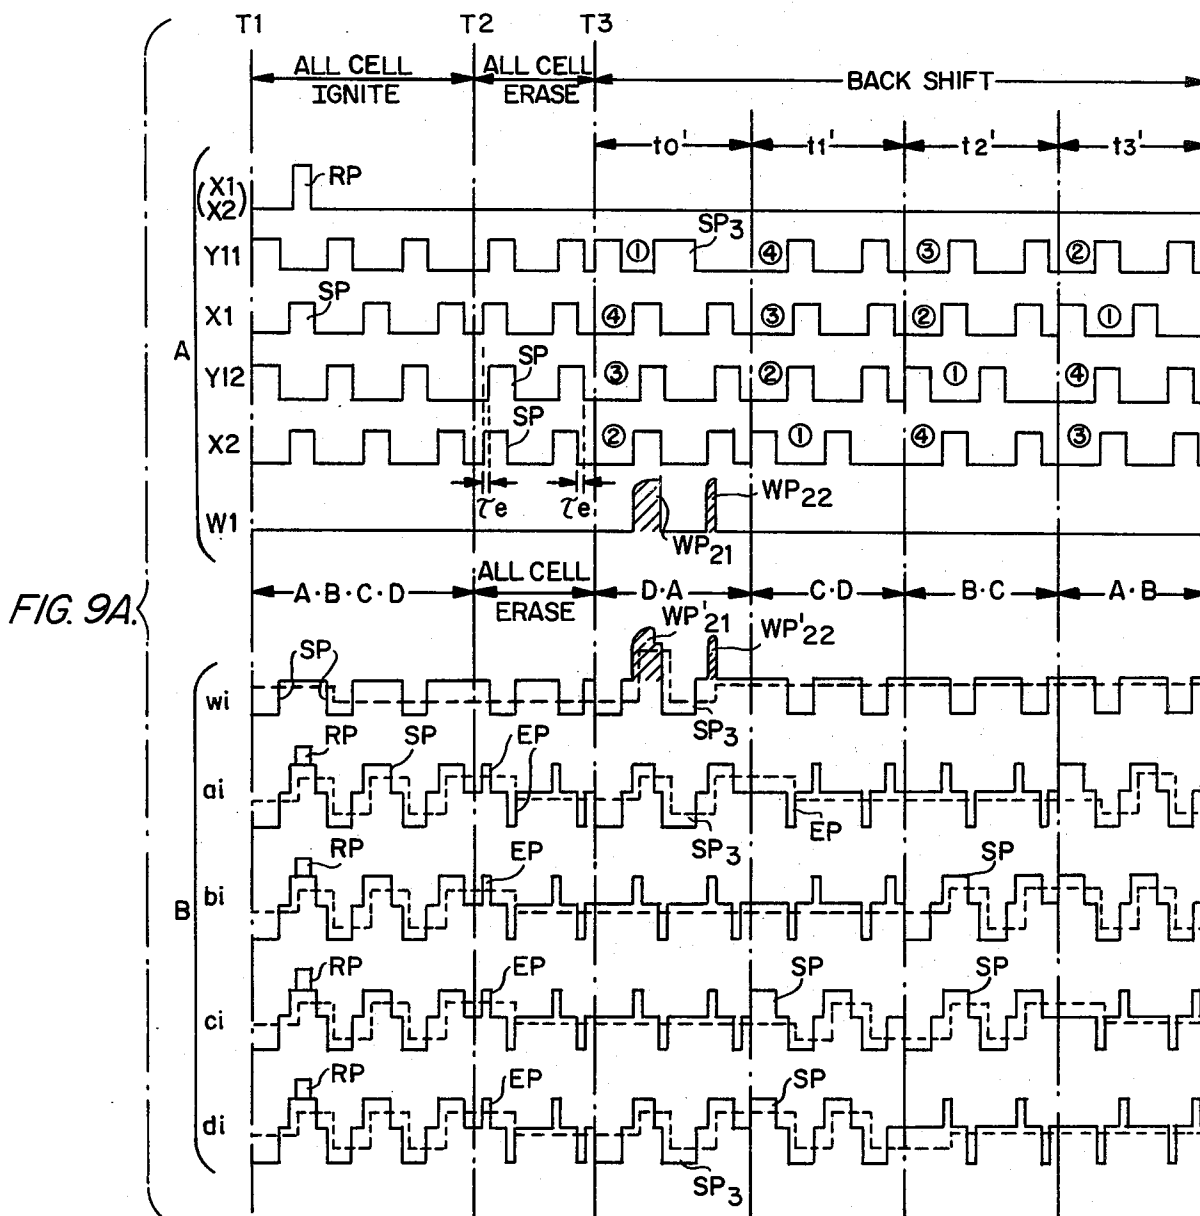 T1 T2 T3
ALL CELL IGNITE ALL CELL ERASE BACK SHIFT
t0' t1' t2' t3'
A
(X1 X2) RP
Y11 ① SP3 ④ ③ ②
X1 SP ④ ③ ② ①
Y12 SP ③ ② ① ④
X2 SP ② ① ④ ③
τe τe WP22
W1 WP21
FIG. 9A.
A·B·C·D ALL CELL ERASE D·A C·D B·C A·B
WP'21 WP'22
B
wi SP SP3
ai RP SP EP SP3 EP
bi RP EP SP
ci RP EP SP SP
di RP EP SP SP3